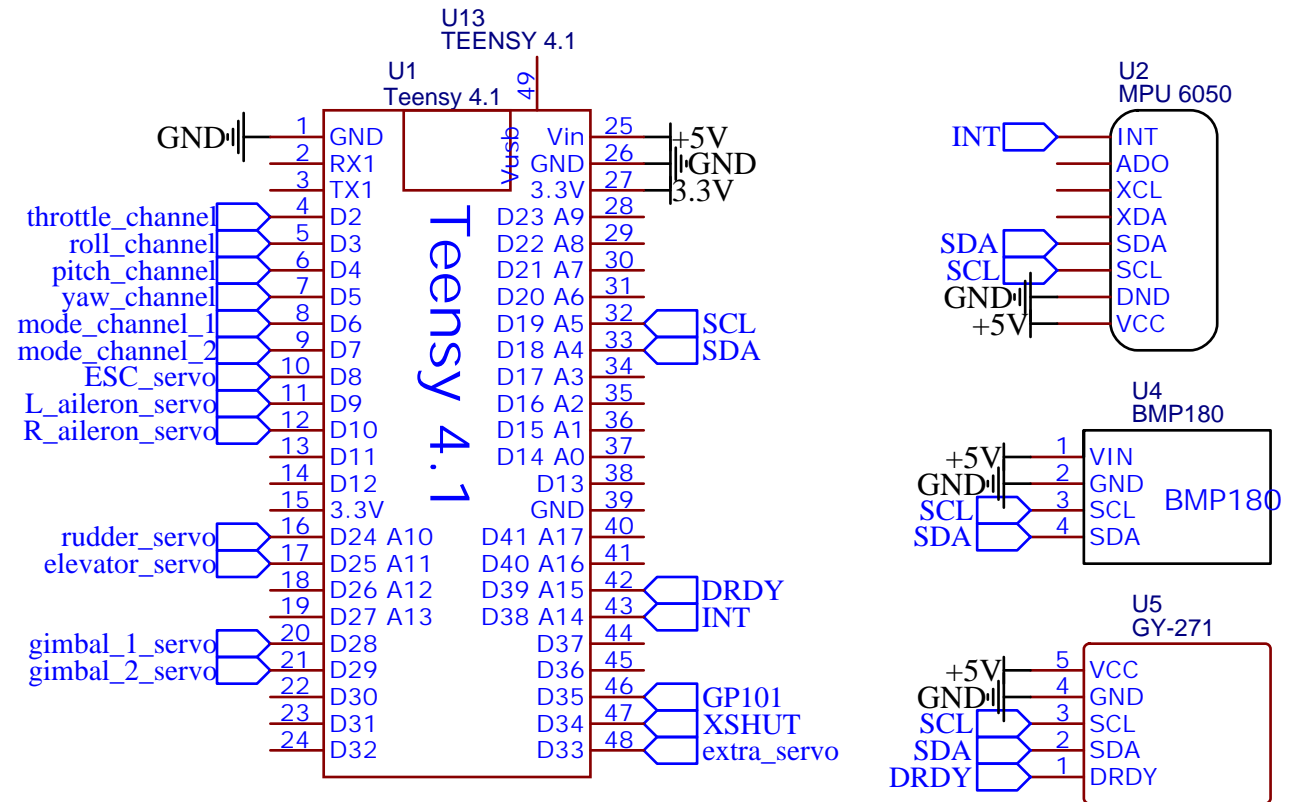 U13
TEENSY 4.1
U1
Teensy 4.1
49
Vusb
Teensy 4.1
GND 1 GND
2 RX1
3 TX1
throttle_channel 4 D2
roll_channel 5 D3
pitch_channel 6 D4
yaw_channel 7 D5
mode_channel_1 8 D6
mode_channel_2 9 D7
ESC_servo 10 D8
L_aileron_servo 11 D9
R_aileron_servo 12 D10
13 D11
14 D12
15 3.3V
rudder_servo 16 D24 A10
elevator_servo 17 D25 A11
18 D26 A12
19 D27 A13
gimbal_1_servo 20 D28
gimbal_2_servo 21 D29
22 D30
23 D31
24 D32
Vin 25 +5V
GND 26 GND
3.3V 27 3.3V
D23 A9 28
D22 A8 29
D21 A7 30
D20 A6 31
D19 A5 32 SCL
D18 A4 33 SDA
D17 A3 34
D16 A2 35
D15 A1 36
D14 A0 37
D13 38
GND 39
D41 A17 40
D40 A16 41
D39 A15 42 DRDY
D38 A14 43 INT
D37 44
D36 45
D35 46 GP101
D34 47 XSHUT
D33 48 extra_servo
U2
MPU 6050
INT INT
ADO
XCL
XDA
SDA SDA
SCL SCL
GND DND
+5V VCC
U4
BMP180
+5V 1 VIN
GND 2 GND
SCL 3 SCL
SDA 4 SDA
BMP180
U5
GY-271
+5V 5 VCC
GND 4 GND
SCL 3 SCL
SDA 2 SDA
DRDY 1 DRDY